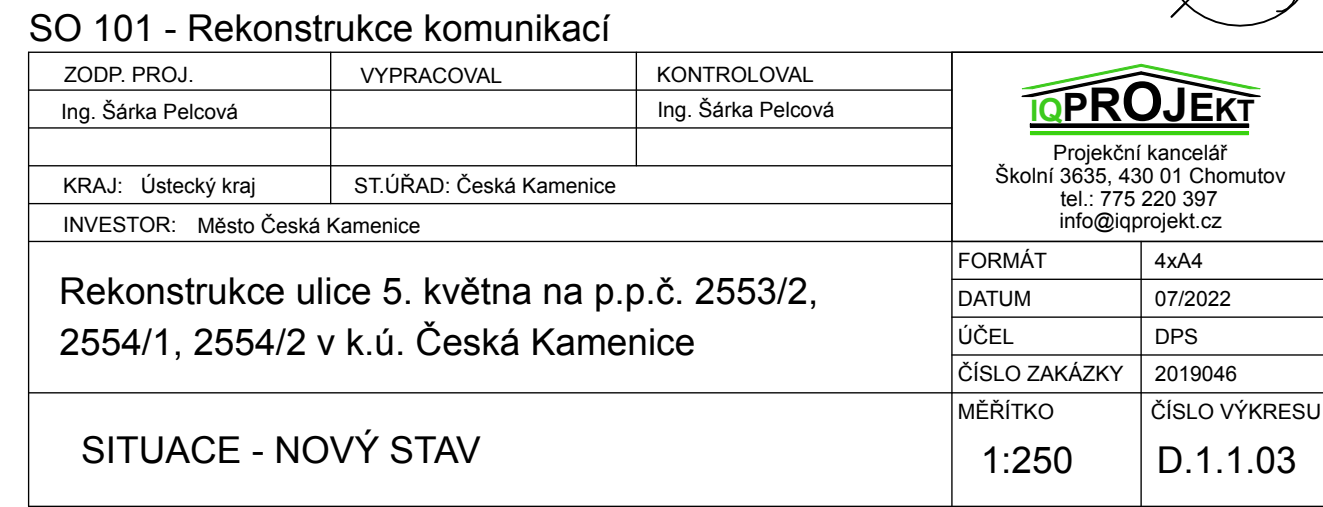 SO 101 - Rekonstrukce komunikací
ZODP. PROJ. VYPRACOVAL KONTROLOVAL
Ing. Šárka Pelcová Ing. Šárka Pelcová
KRAJ: Ústecký kraj ST.ÚŘAD: Česká Kamenice
INVESTOR: Město Česká Kamenice
IQPROJEKT
Projekční kancelář
Školní 3635, 430 01 Chomutov
tel.: 775 220 397
info@iqprojekt.cz
Rekonstrukce ulice 5. května na p.p.č. 2553/2,
2554/1, 2554/2 v k.ú. Česká Kamenice
FORMÁT 4xA4
DATUM 07/2022
ÚČEL DPS
ČÍSLO ZAKÁZKY 2019046
SITUACE - NOVÝ STAV
MĚŘÍTKO ČÍSLO VÝKRESU
1:250 D.1.1.03